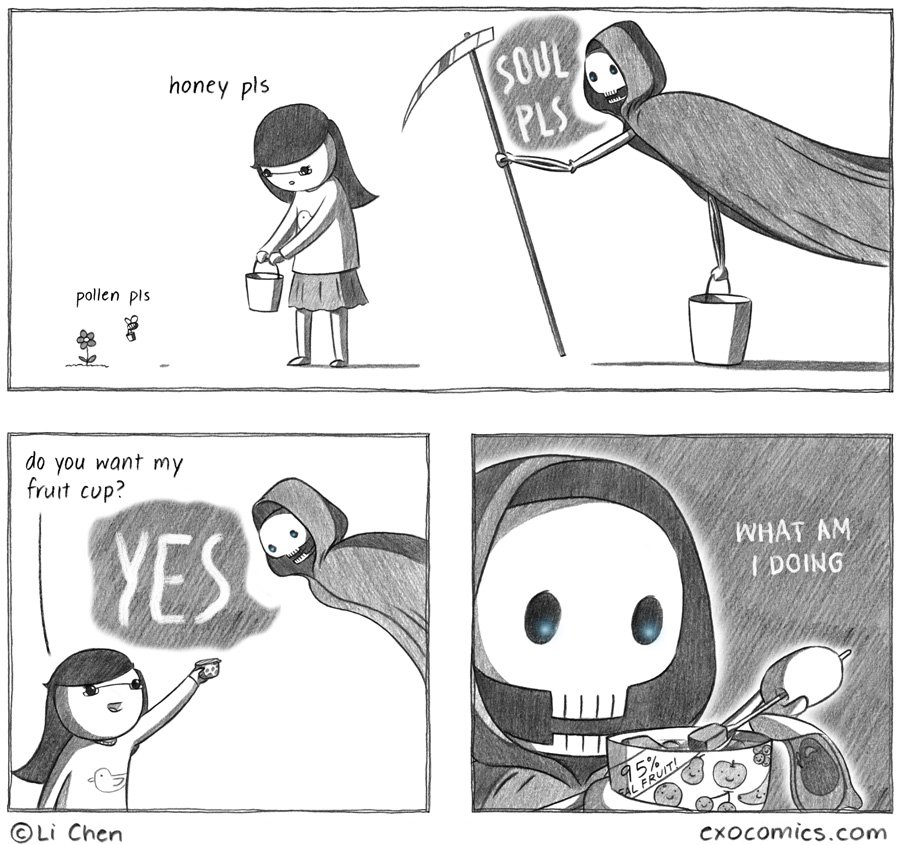 honey pls
SOUL
PLS
pollen pls
do you want my
fruit cup?
YES
WHAT AM
I DOING
95%
EAL FRUIT!
© Li Chen
exocomics.com